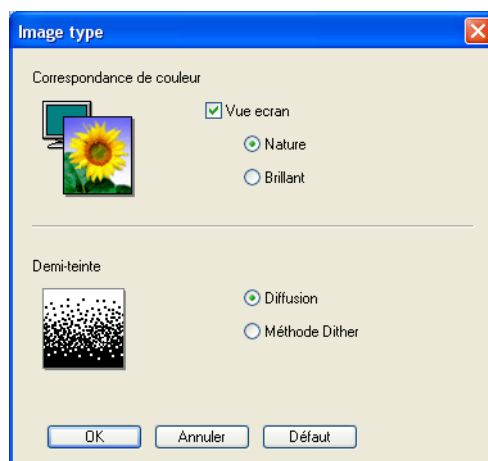 Image type
Correspondance de couleur
Vue ecran
Nature
Brillant
Demi-teinte
Diffusion
Méthode Dither
OK
Annuler
Défaut